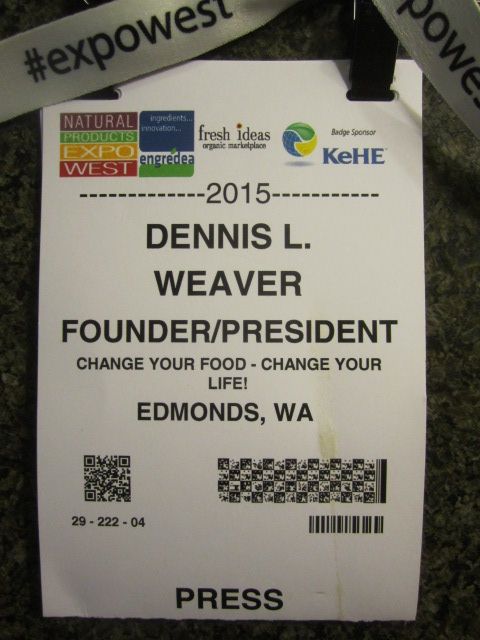 #expowest
powes
NATURAL
PRODUCTS
EXPO
WEST
ingredients...
innovation...
engredea
fresh ideas
organic marketplace
Badge Sponsor
KeHE
-------------2015------------
DENNIS L.
WEAVER
FOUNDER/PRESIDENT
CHANGE YOUR FOOD - CHANGE YOUR
LIFE!
EDMONDS, WA
29 - 222 - 04
PRESS